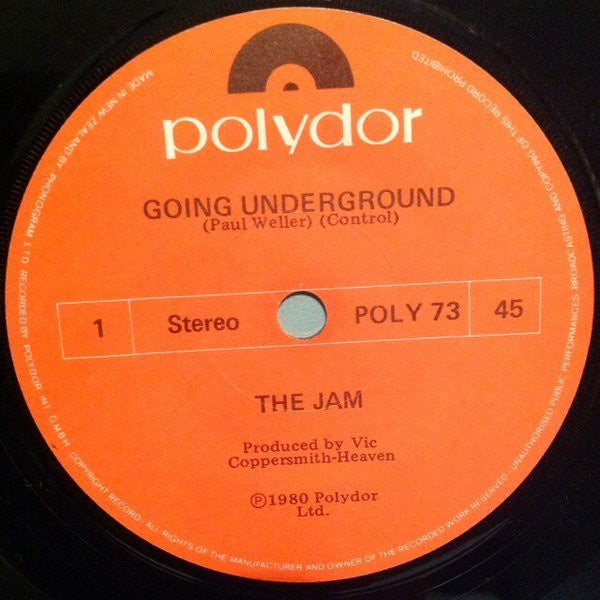 polydor
GOING UNDERGROUND
(Paul Weller) (Control)
1 Stereo POLY 73 45
THE JAM
Produced by Vic
Coppersmith-Heaven
Ⓟ1980 Polydor
Ltd.
MADE IN NEW ZEALAND BY PHONOGRAM LTD. RECORDED BY POLYDOR INT. G.M.B.H. COPYRIGHT RECORD. ALL RIGHTS OF THE MANUFACTURER AND OWNER OF THE RECORDED WORK RESERVED. UNAUTHORISED PUBLIC PERFORMANCES BROADCASTING AND COPYING OF THIS RECORD PROHIBITED